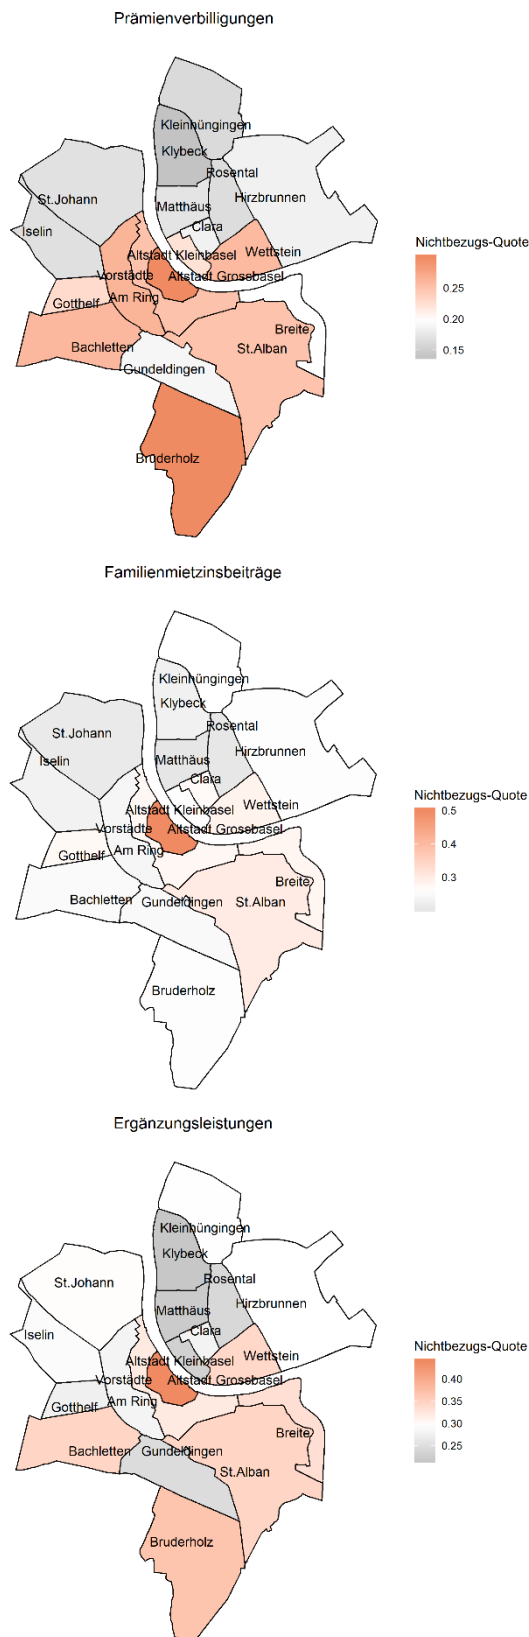 Prämienverbilligungen
Kleinhüngingen
Klybeck
Rosental
St.Johann
Hirzbrunnen
Matthäus
Clara
Iselin
Nichtbezugs-Quote
Wettstein
Altstadt Kleinbasel
Vorstädte
Altstadt Grossbasel
0.25
Gotthelf
Am Ring
0.20
Breite
Bachletten
St.Alban
0.15
Gundeldingen
Bruderholz
Familienmietzinsbeiträge
Kleinhüngingen
Klybeck
Rosental
St.Johann
Matthäus
Hirzbrunnen
Iselin
Clara
Nichtbezugs-Quote
Altstadt Kleinbasel
Wettstein
0.5
Vorstädte
Altstadt Grossbasel
0.4
Gotthelf
Am Ring
0.3
Breite
Bachletten
Gundeldingen
St.Alban
Bruderholz
Ergänzungsleistungen
Kleinhüngingen
Klybeck
Rosental
St.Johann
Matthäus
Hirzbrunnen
Iselin
Clara
Nichtbezugs-Quote
Altstadt Kleinbasel
Wettstein
Vorstädte
Altstadt Grossbasel
0.40
0.35
Gotthelf
Am Ring
0.30
Breite
Bachletten
Gundeldingen
0.25
St.Alban
Bruderholz